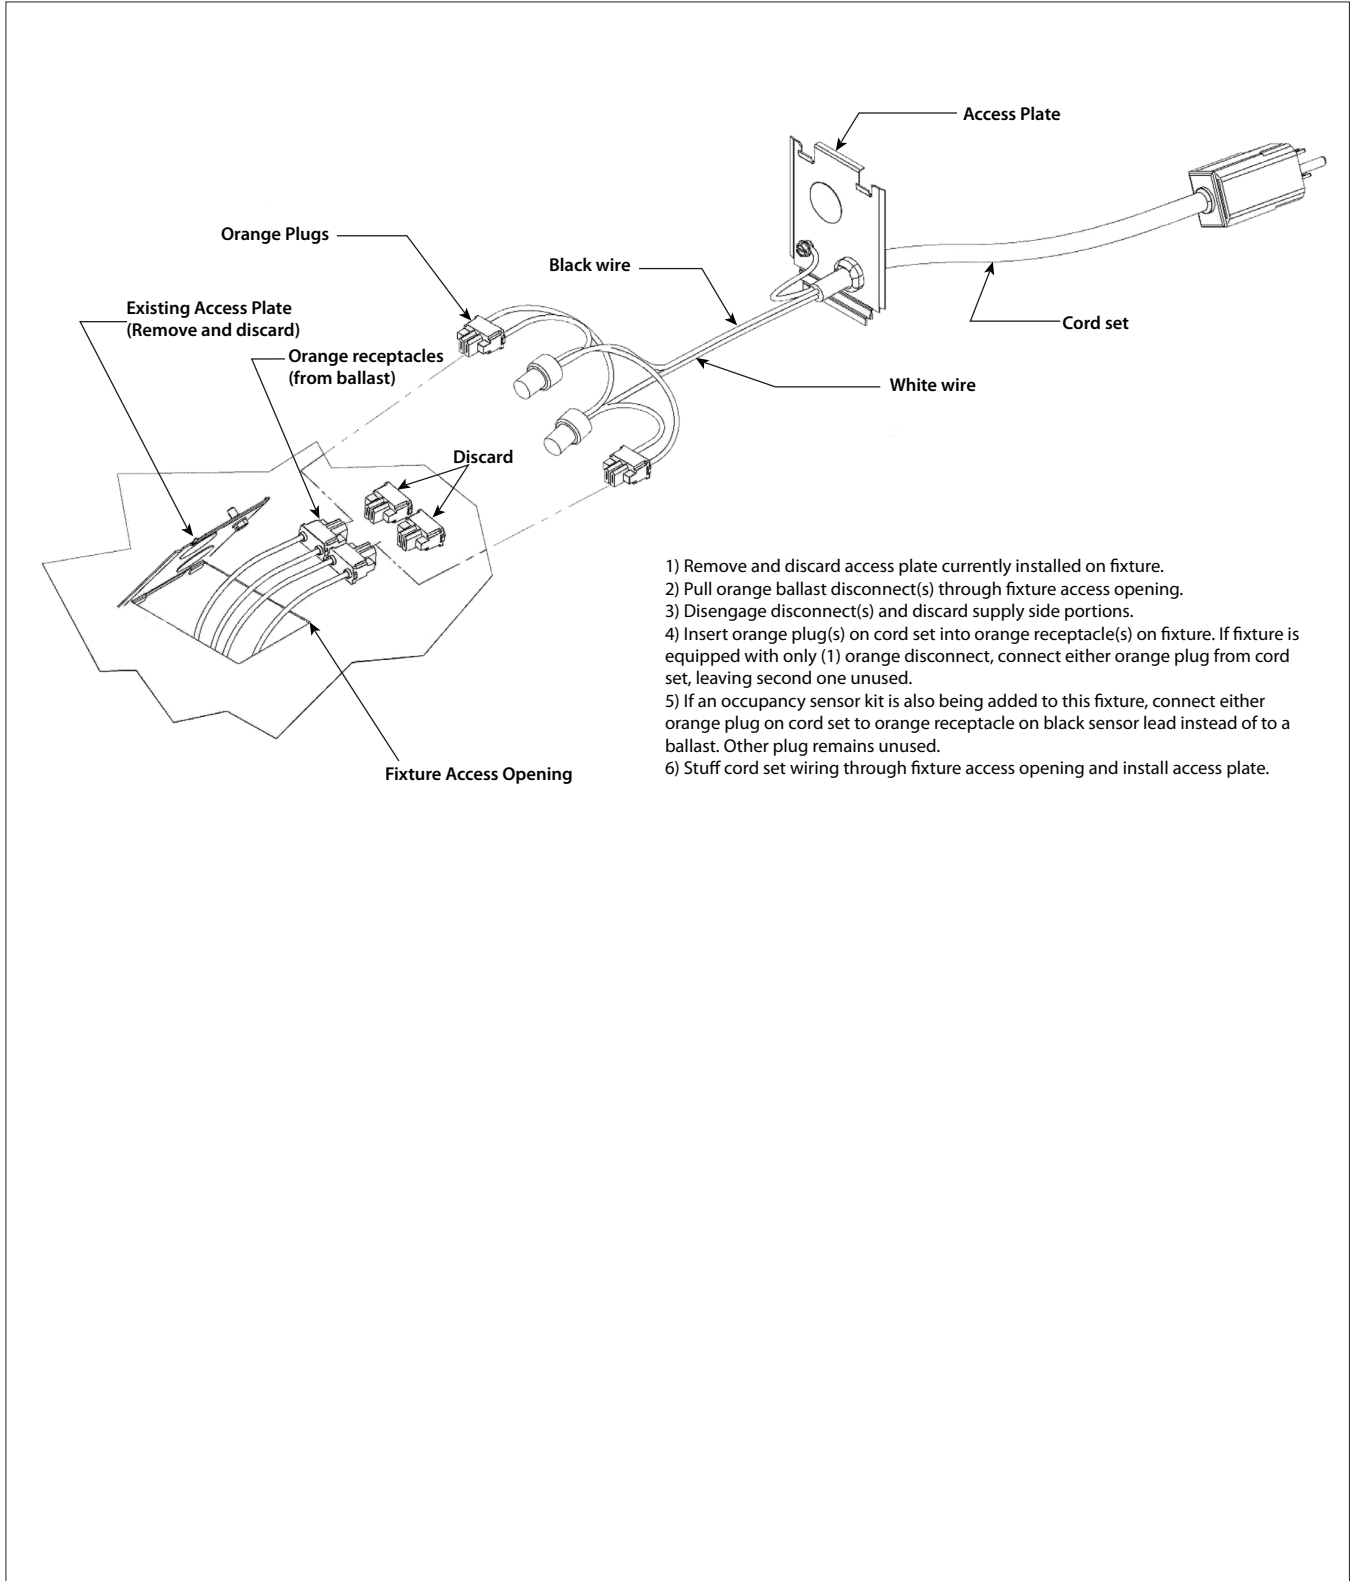 Access Plate
Orange Plugs
Black wire
Existing Access Plate
(Remove and discard)
Cord set
Orange receptacles
(from ballast)
White wire
Discard
1) Remove and discard access plate currently installed on fixture.
2) Pull orange ballast disconnect(s) through fixture access opening.
3) Disengage disconnect(s) and discard supply side portions.
4) Insert orange plug(s) on cord set into orange receptacle(s) on fixture. If fixture is
equipped with only (1) orange disconnect, connect either orange plug from cord
set, leaving second one unused.
5) If an occupancy sensor kit is also being added to this fixture, connect either
orange plug on cord set to orange receptacle on black sensor lead instead of to a
ballast. Other plug remains unused.
6) Stuff cord set wiring through fixture access opening and install access plate.
Fixture Access Opening